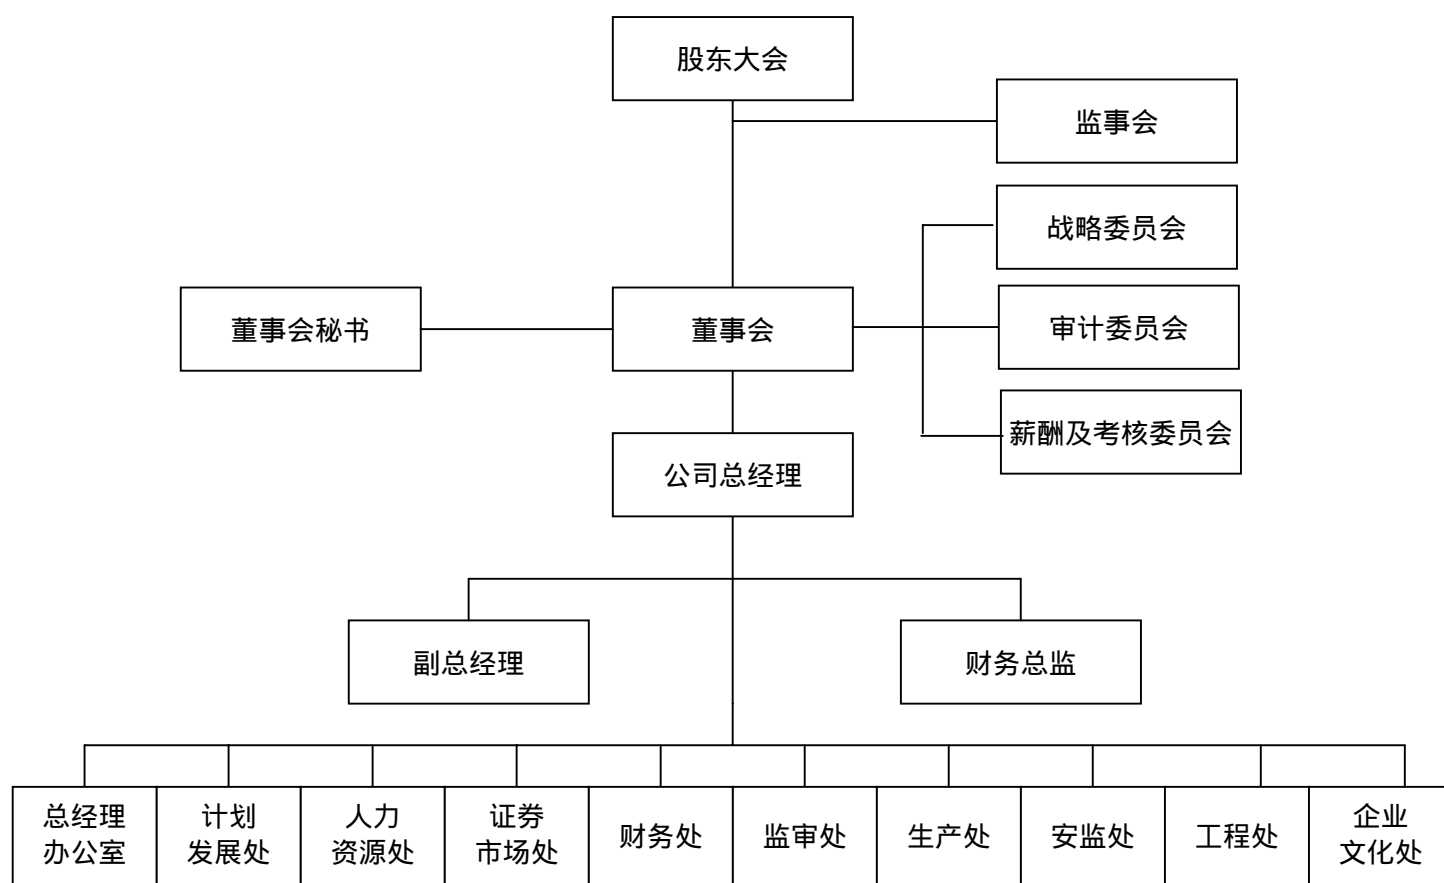 股东大会
监事会
战略委员会
董事会秘书
董事会
审计委员会
薪酬及考核委员会
公司总经理
副总经理
财务总监
总经理
办公室
计划
发展处
人力
资源处
证券
市场处
财务处
监审处
生产处
安监处
工程处
企业
文化处